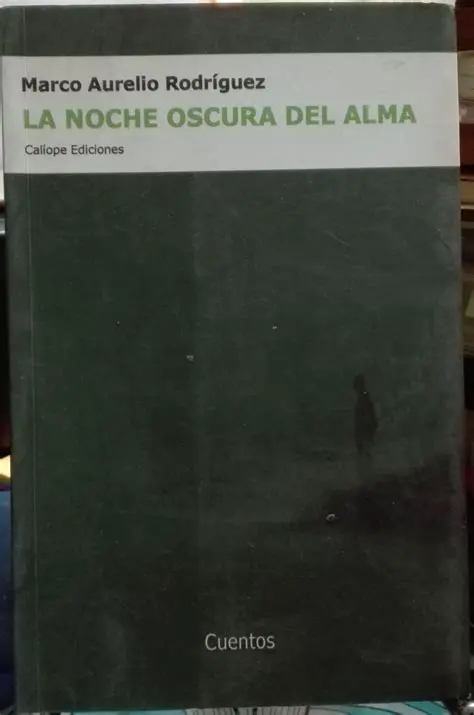 Marco Aurelio Rodríguez
LA NOCHE OSCURA DEL ALMA
Calíope Ediciones
Cuentos